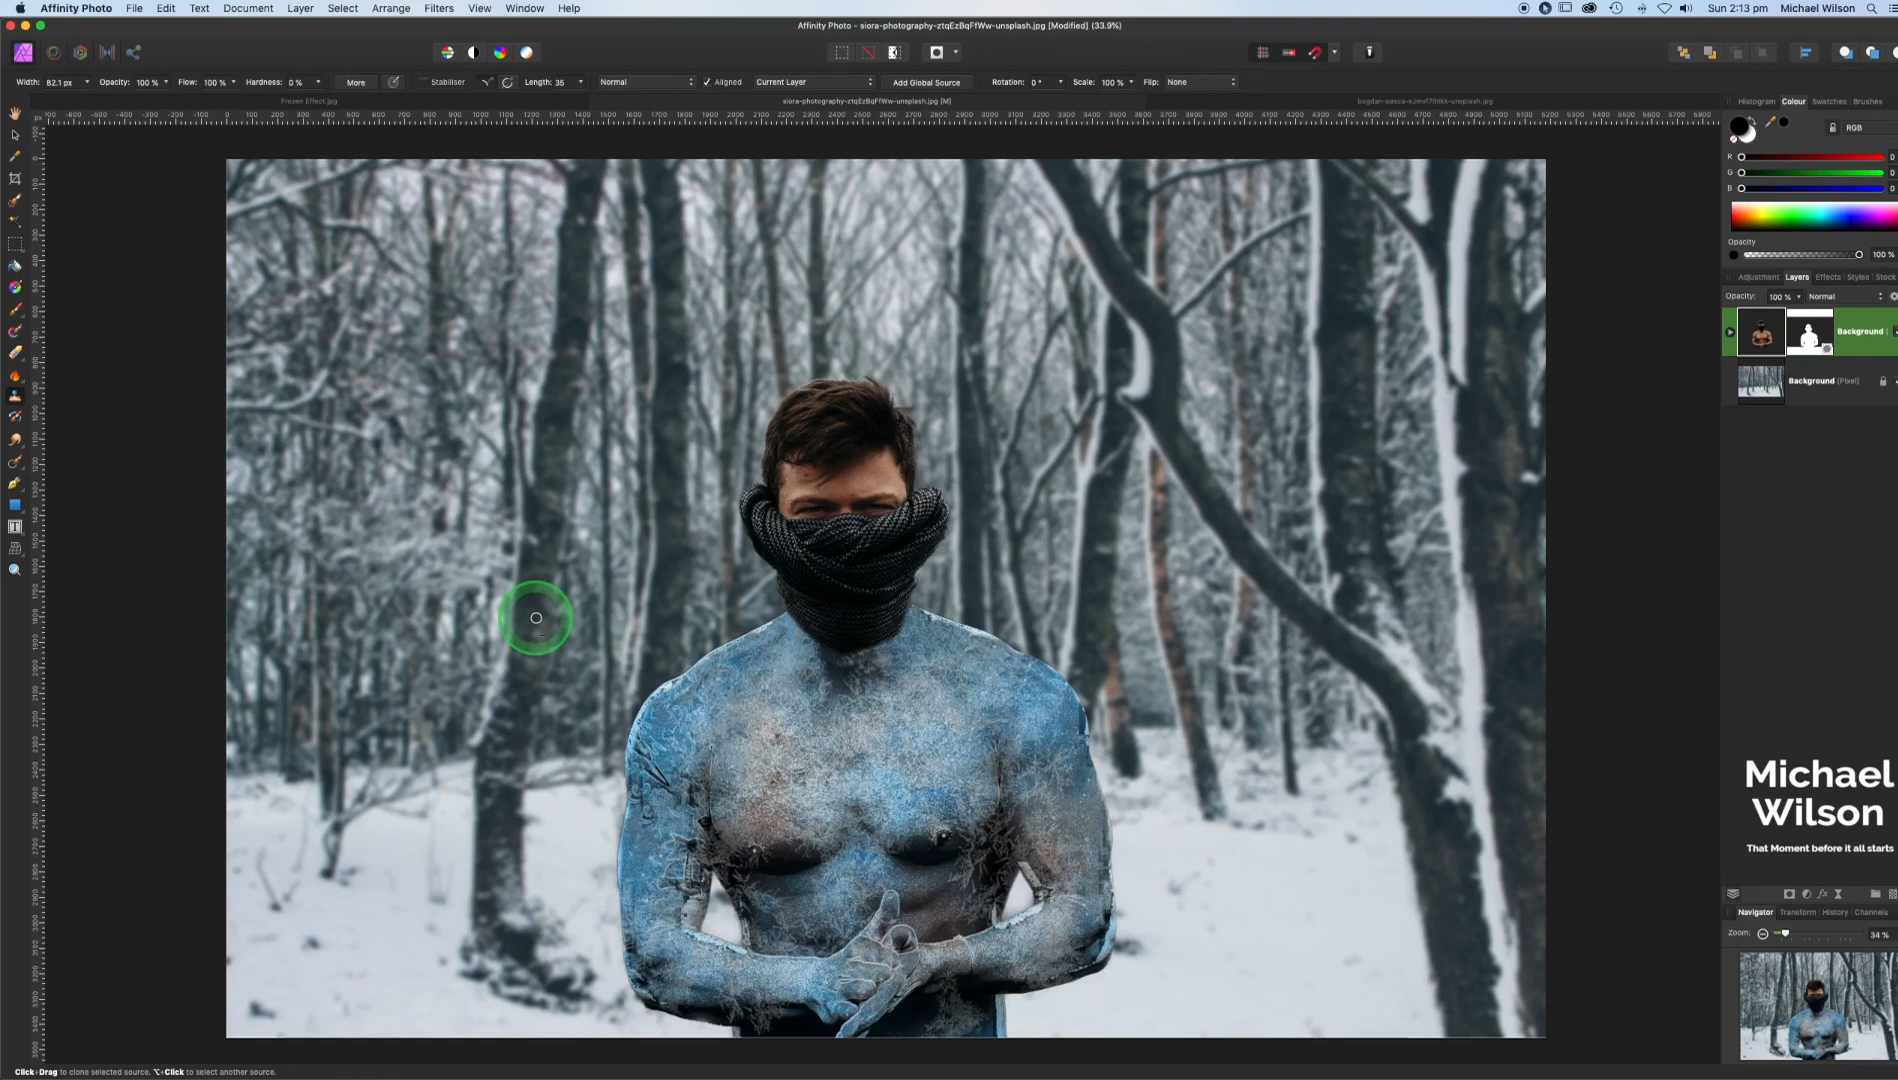 Affinity Photo File Edit Text Document Layer Select Arrange Filters View Window Help
Sun 2:13 pm Michael Wilson
Affinity Photo - siora-photography-ztqEzBqFfWw-unsplash.jpg [Modified] (33.9%)
Width: 82.1 px Opacity: 100 % Flow: 100 % Hardness: 0 % More Stabiliser Length: 35 Normal Aligned Current Layer Add Global Source Rotation: 0 ° Scale: 100 % Flip: None
Frozen Effect.jpg
siora-photography-ztqEzBqFfWw-unsplash.jpg [M]
Histogram Colour Swatches Brushes
px
RGB
R 0
G 0
B 0
Opacity
100 %
Adjustment Layers Effects Styles Stock
Opacity: 100 % Normal
Background (
Background (Pixel)
Michael
Wilson
That Moment before it all starts
Navigator Transform History Channels
Zoom: 34 %
Click+Drag to clone selected source. ⌥+Click to select another source.